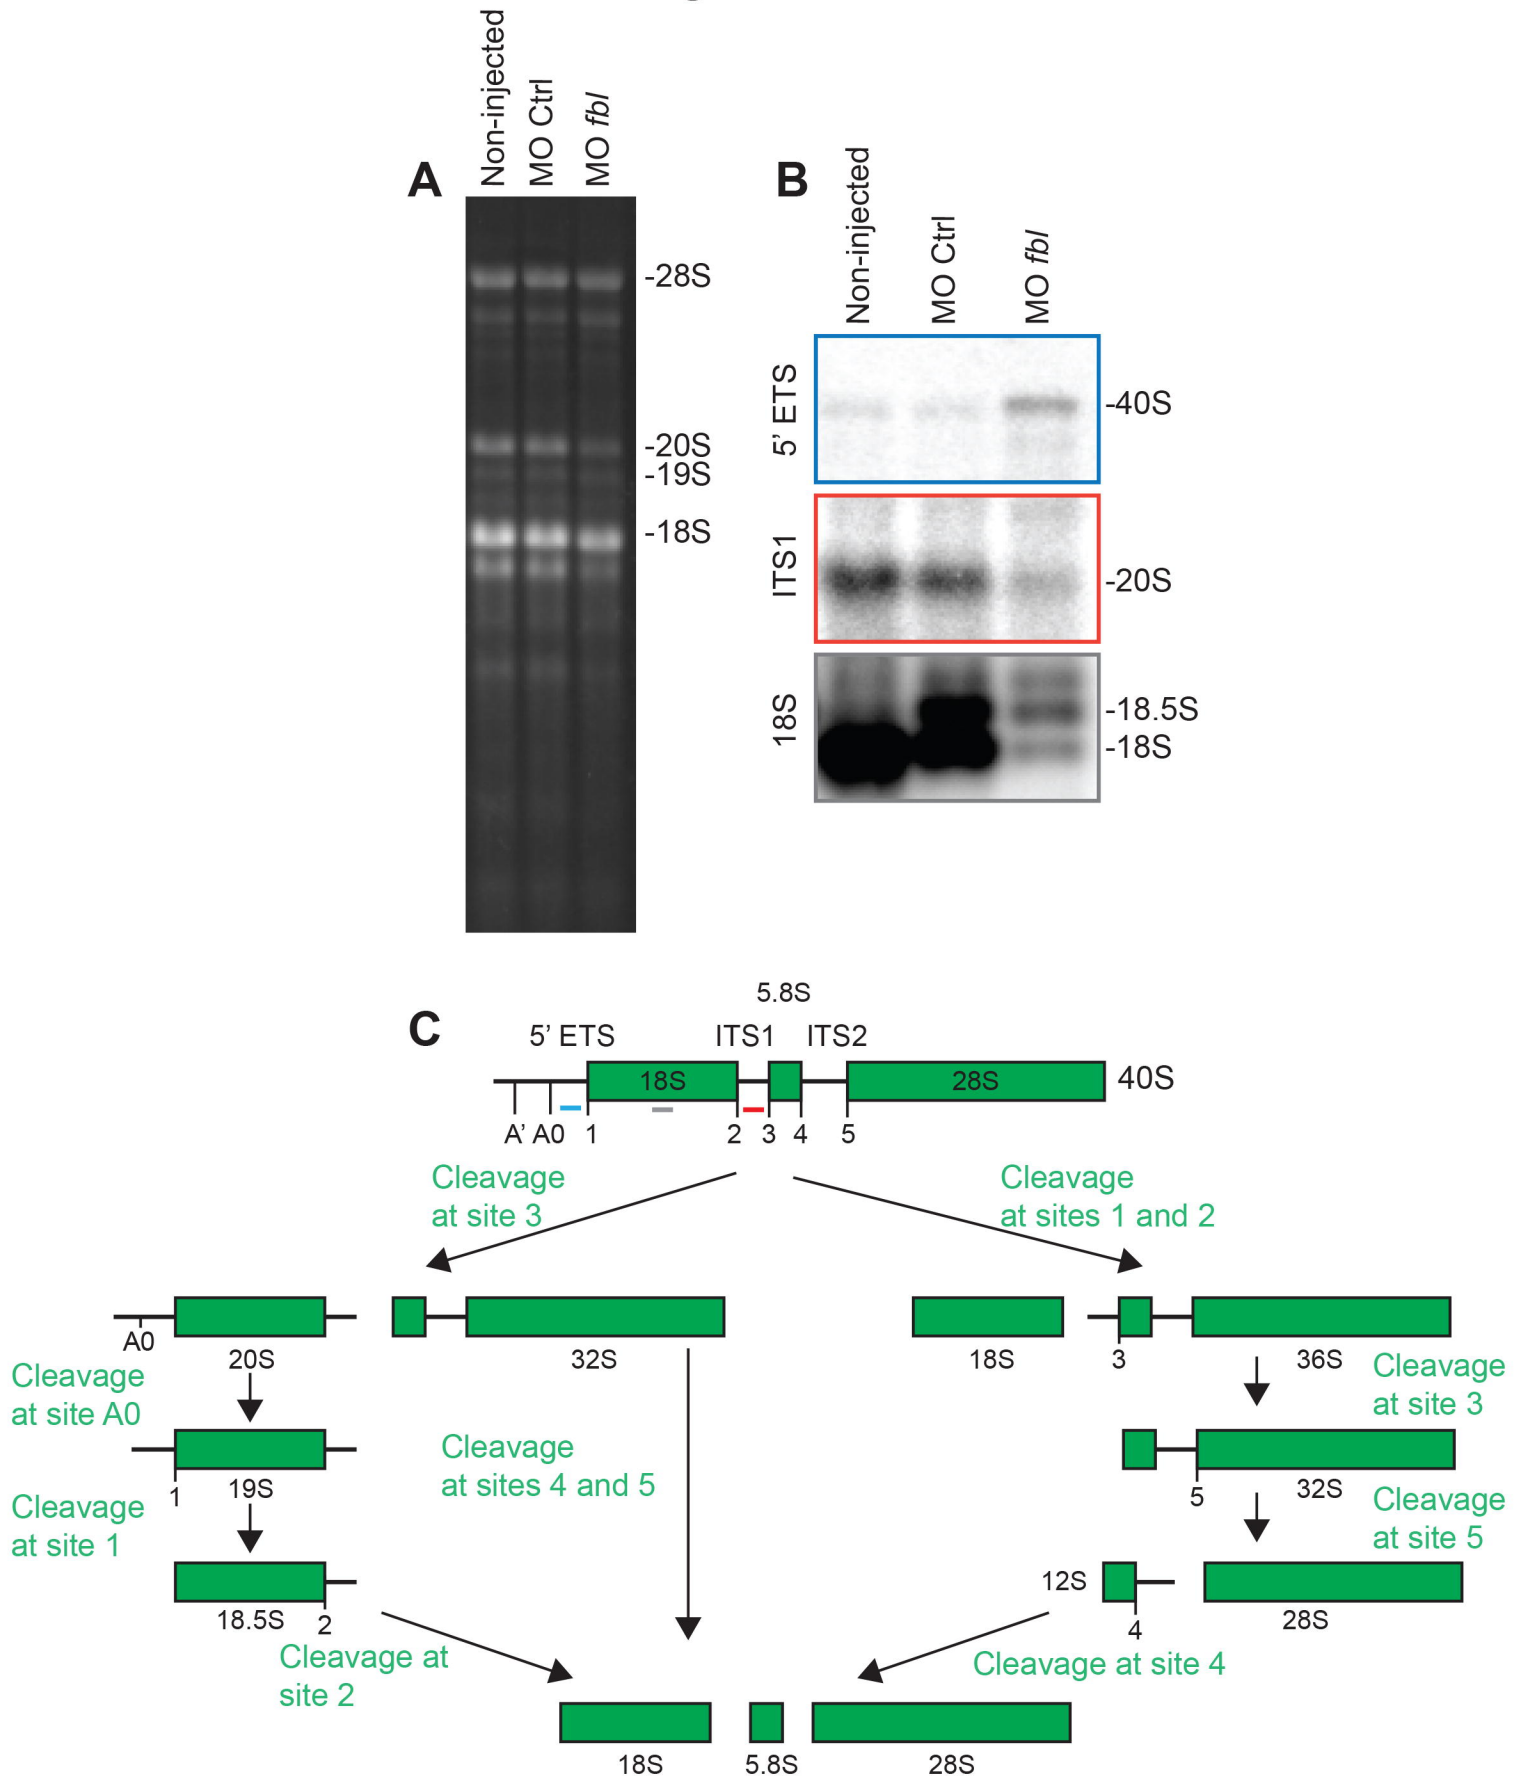 A
Non-injected
MO Ctrl
MO fbl
-28S
-20S
-19S
-18S
B
Non-injected
MO Ctrl
MO fbl
5’ ETS
-40S
ITS1
-20S
18S
-18.5S
-18S
C
5.8S
5’ ETS ITS1 ITS2
18S 28S 40S
A’ A0 1 2 3 4 5
Cleavage
at site 3
Cleavage
at sites 1 and 2
A0
20S 32S 18S 3 36S
Cleavage
at site A0
Cleavage
at site 3
1 19S
Cleavage
at sites 4 and 5
5 32S
Cleavage
at site 1
Cleavage
at site 5
18.5S 2
12S 4 28S
Cleavage at
site 2
Cleavage at site 4
18S 5.8S 28S